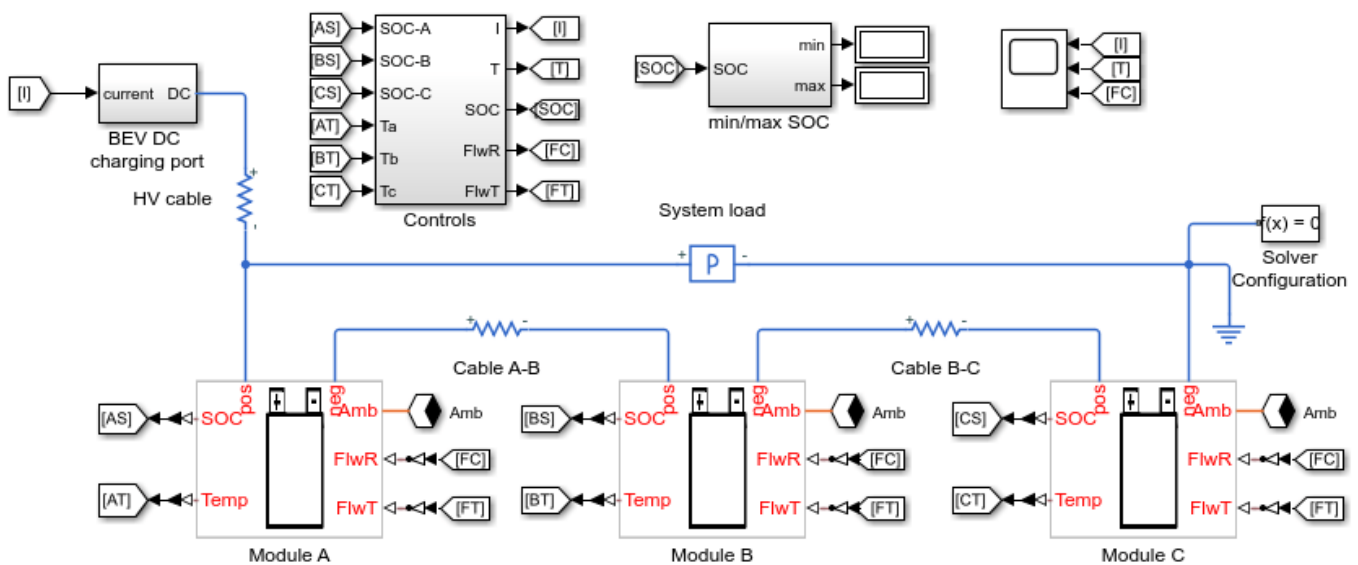 [I]
current DC
BEV DC
charging port
HV cable
+
-
[AS] SOC-A I [I]
[BS] SOC-B T [T]
[CS] SOC-C SOC [SOC]
[AT] Ta
[BT] Tb FlwR [FC]
[CT] Tc FlwT [FT]
Controls
[SOC] SOC min
max
min/max SOC
[I]
[T]
[FC]
System load
+ P -
f(x) = 0
Solver
Configuration
+ -
Cable A-B
+ -
Cable B-C
pos neg
[AS] SOC Amb Amb
FlwR [FC]
[AT] Temp FlwT [FT]
Module A
pos neg
[BS] SOC Amb Amb
FlwR [FC]
[BT] Temp FlwT [FT]
Module B
pos neg
[CS] SOC Amb Amb
FlwR [FC]
[CT] Temp FlwT [FT]
Module C